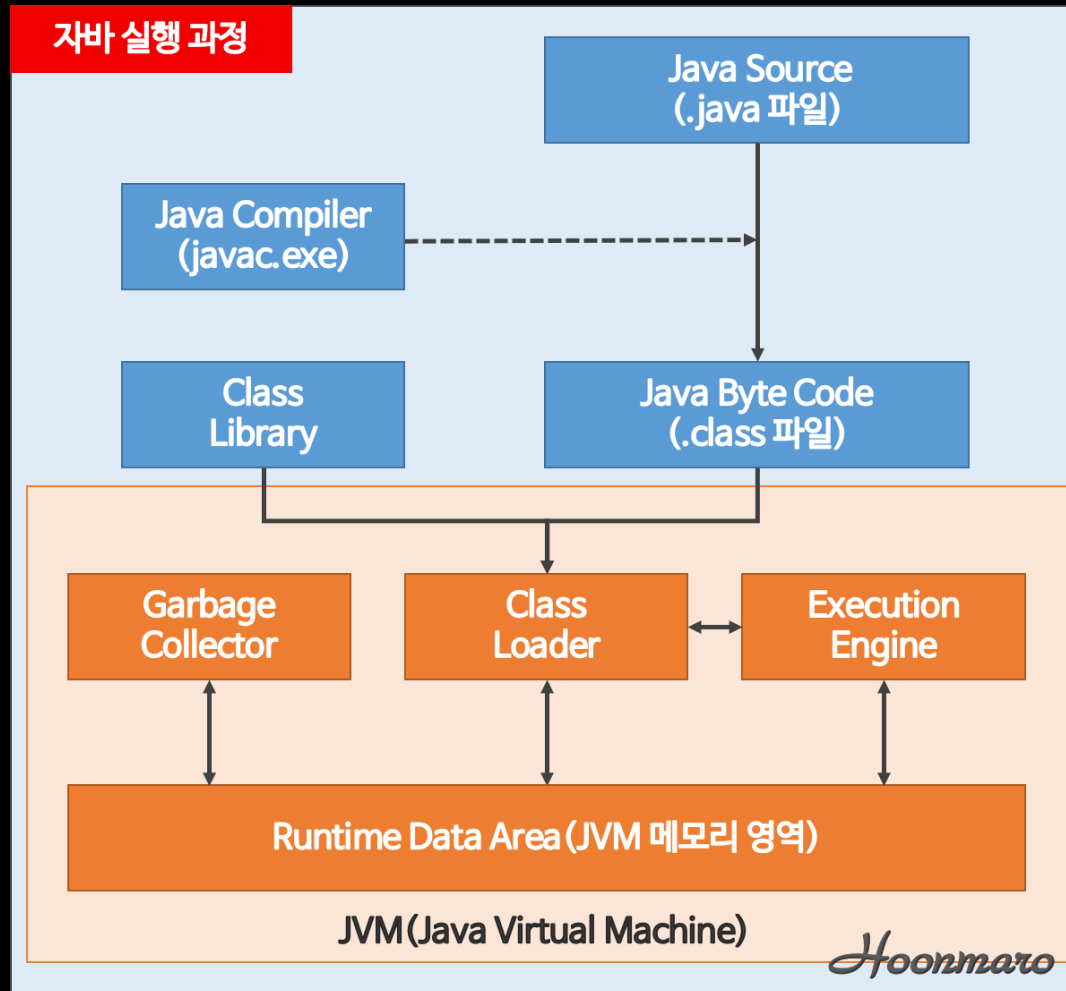 자바 실행 과정
Java Source
(.java 파일)
Java Compiler
(javac.exe)
Class
Library
Java Byte Code
(.class 파일)
Garbage
Collector
Class
Loader
Execution
Engine
Runtime Data Area(JVM 메모리 영역)
JVM(Java Virtual Machine)
Hoonmaro